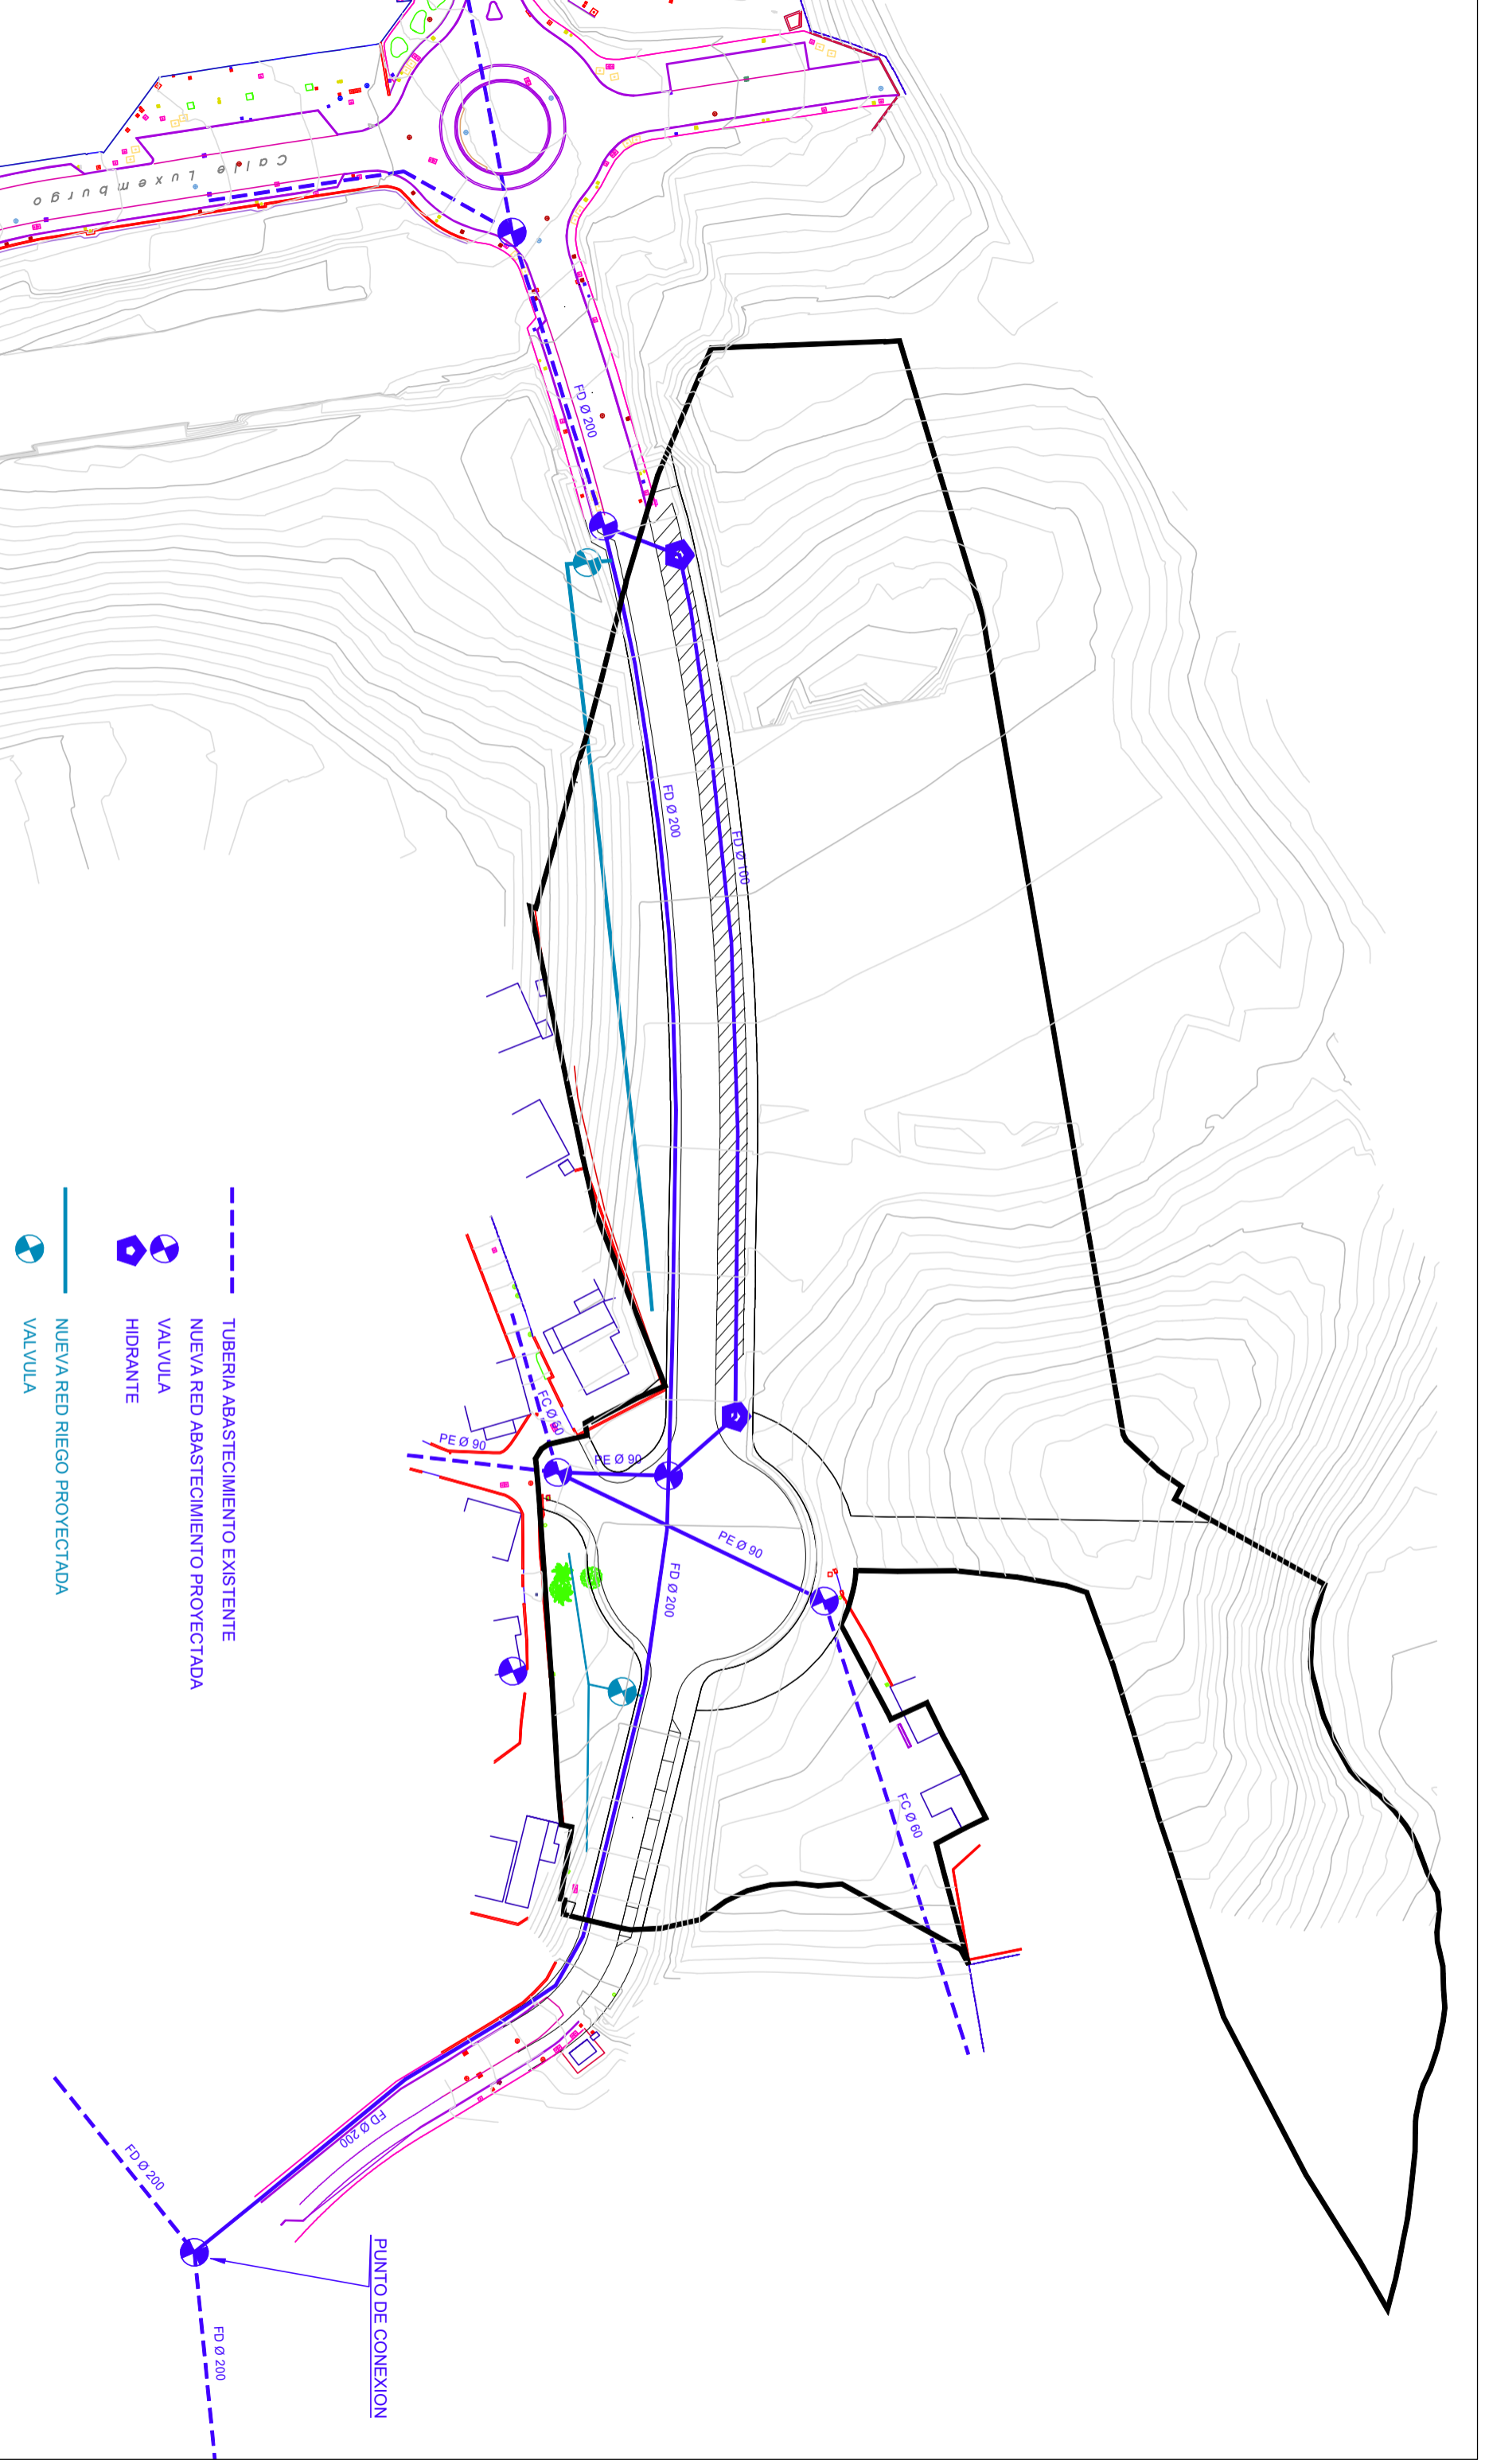 Calle Luxemburgo
FD Ø 200
FD Ø 200
FD Ø 100
FC Ø 60
PE Ø 90
PE Ø 90
PE Ø 90
FD Ø 200
FC Ø 60
FD Ø 200
FD Ø 200
FD Ø 200
PUNTO DE CONEXION
TUBERIA ABASTECIMIENTO EXISTENTE
NUEVA RED ABASTECIMIENTO PROYECTADA
VALVULA
HIDRANTE
NUEVA RED RIEGO PROYECTADA
VALVULA